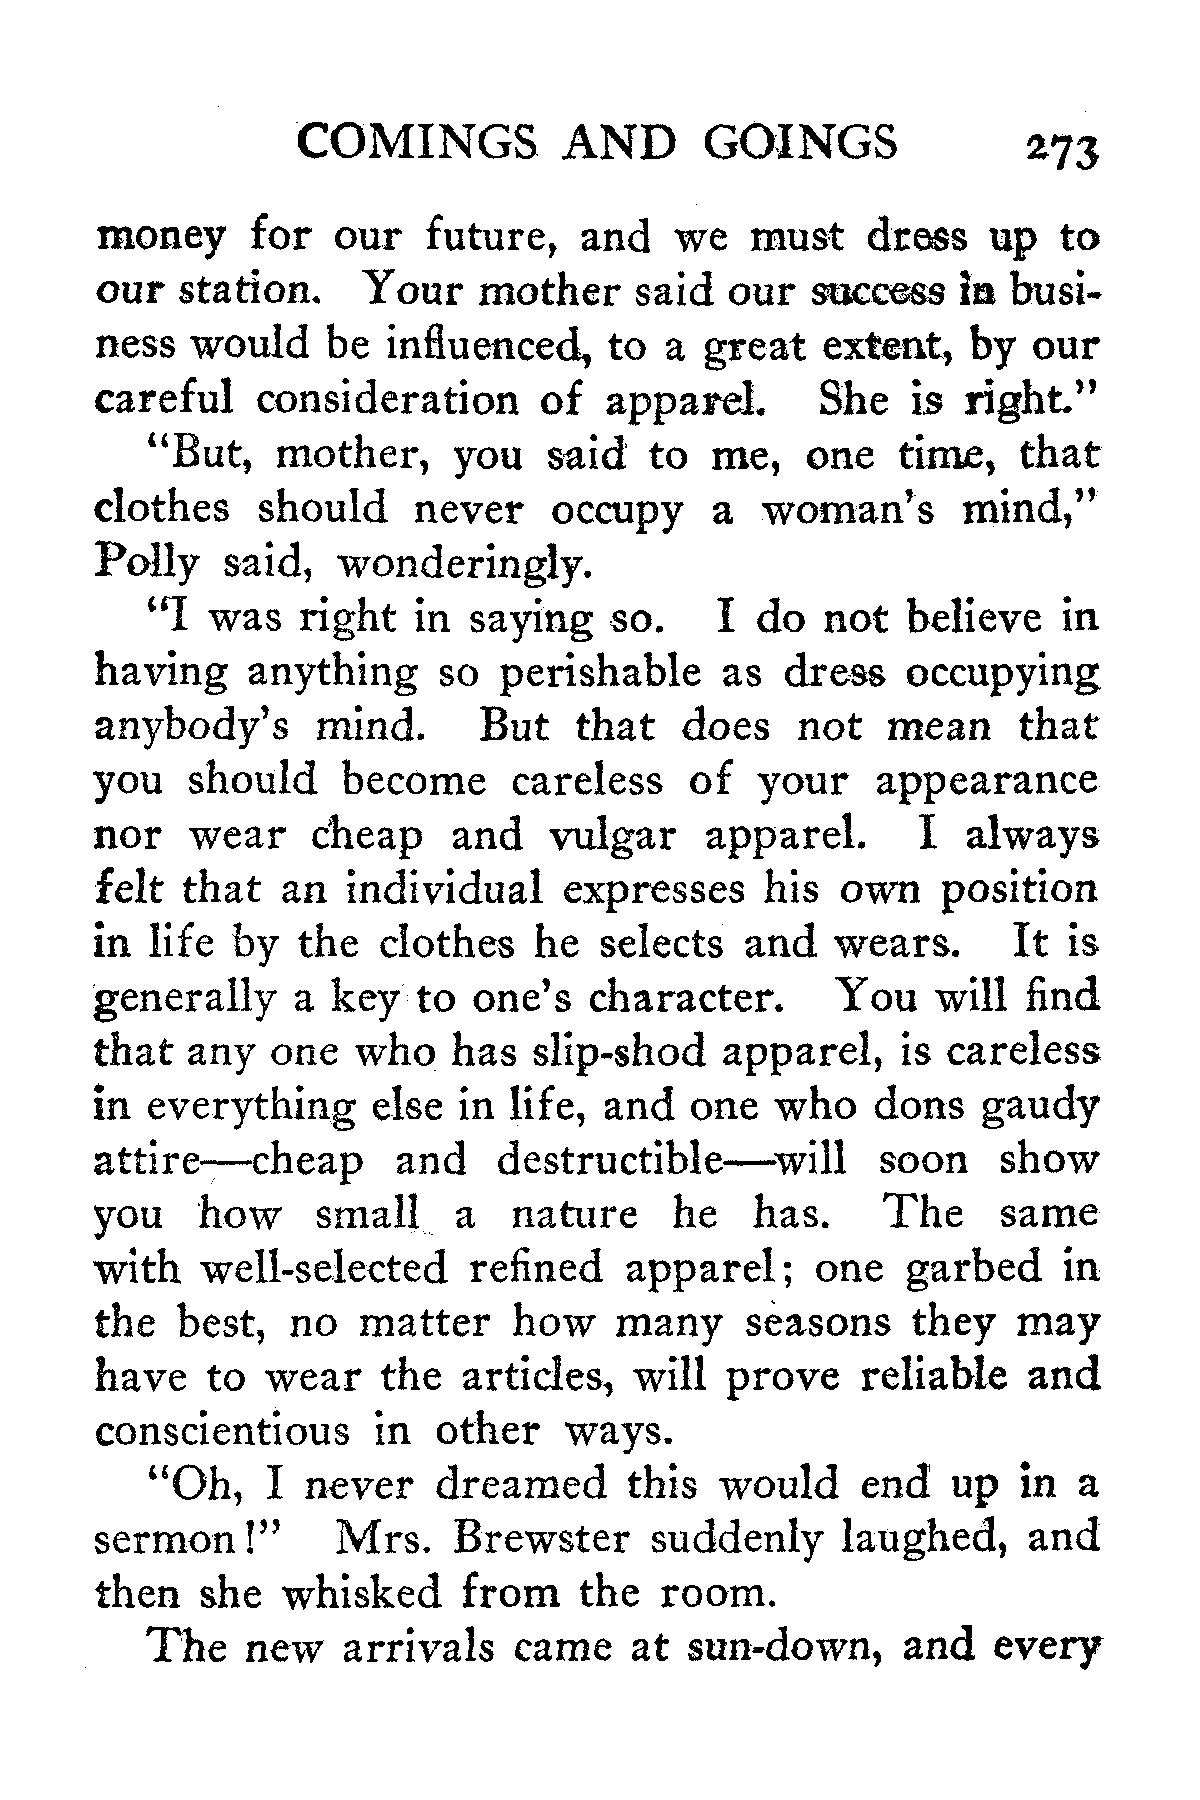 COMINGS AND GOINGS 273
money for our future, and we must dress up to
our station. Your mother said our success in busi-
ness would be influenced, to a great extent, by our
careful consideration of apparel. She is right."
"But, mother, you said to me, one time, that
clothes should never occupy a woman's mind,"
Polly said, wonderingly.
"I was right in saying so. I do not believe in
having anything so perishable as dress occupying
anybody's mind. But that does not mean that
you should become careless of your appearance
nor wear cheap and vulgar apparel. I always
felt that an individual expresses his own position
in life by the clothes he selects and wears. It is
generally a key to one's character. You will find
that any one who has slip-shod apparel, is careless
in everything else in life, and one who dons gaudy
attire—cheap and destructible—will soon show
you how small a nature he has. The same
with well-selected refined apparel; one garbed in
the best, no matter how many seasons they may
have to wear the articles, will prove reliable and
conscientious in other ways.
"Oh, I never dreamed this would end up in a
sermon!" Mrs. Brewster suddenly laughed, and
then she whisked from the room.
The new arrivals came at sun-down, and every